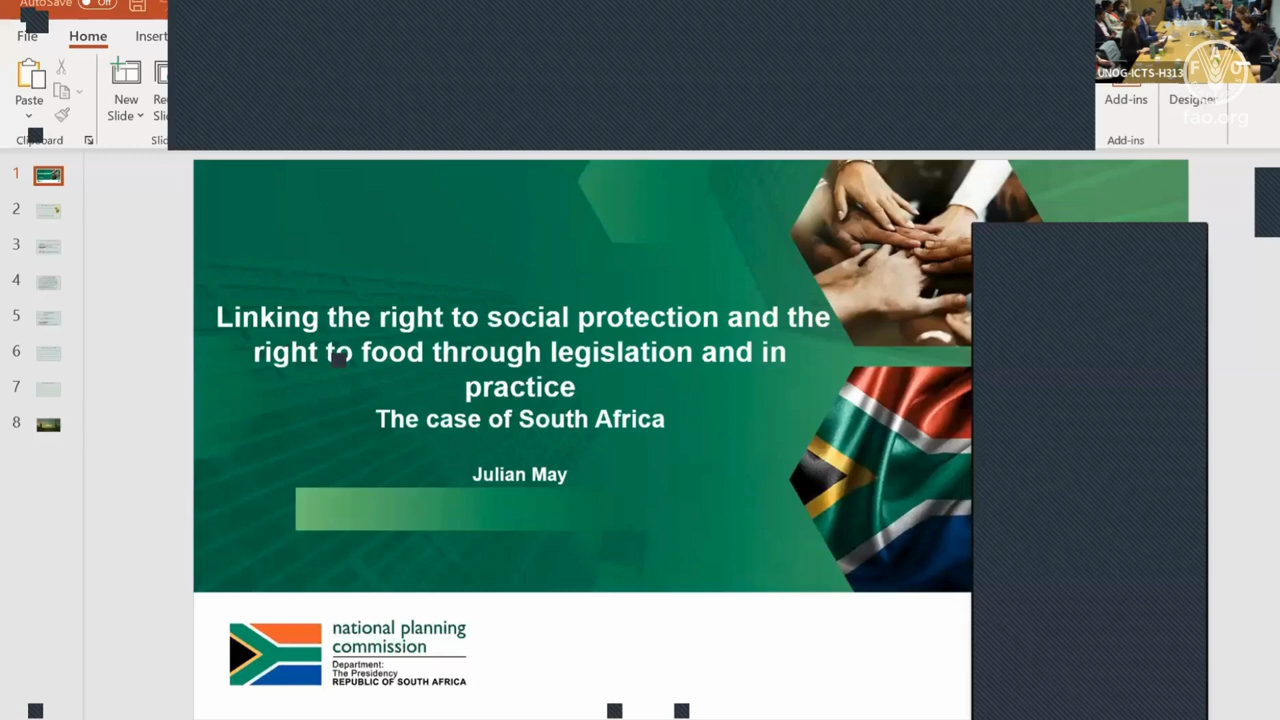 AutoSave Off
File Home Insert
Paste
New
Slide
Clipboard
Add-ins
Designer
Add-ins
UNOG-ICTS-H313
FAO
fao.org
1
2
3
4
5
6
7
8
Linking the right to social protection and the
right to food through legislation and in
practice
The case of South Africa
Julian May
national planning
commission
Department:
The Presidency
REPUBLIC OF SOUTH AFRICA